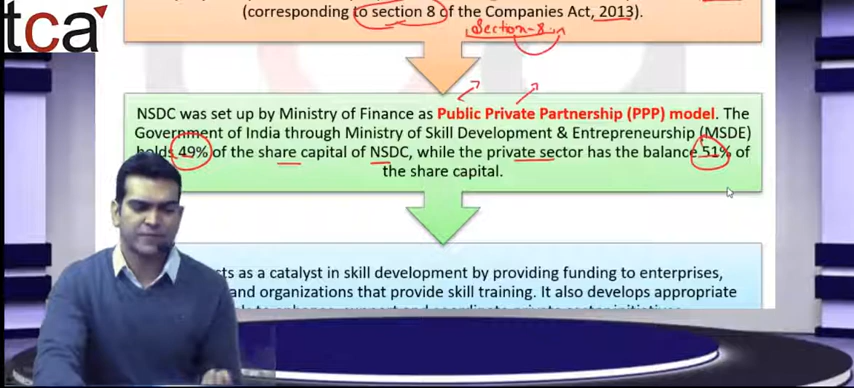 tca
(corresponding to section 8 of the Companies Act, 2013).
Section-8
NSDC was set up by Ministry of Finance as Public Private Partnership (PPP) model. The
Government of India through Ministry of Skill Development & Entrepreneurship (MSDE)
holds 49% of the share capital of NSDC, while the private sector has the balance 51% of
the share capital.
as a catalyst in skill development by providing funding to enterprises,
and organizations that provide skill training. It also develops appropriate